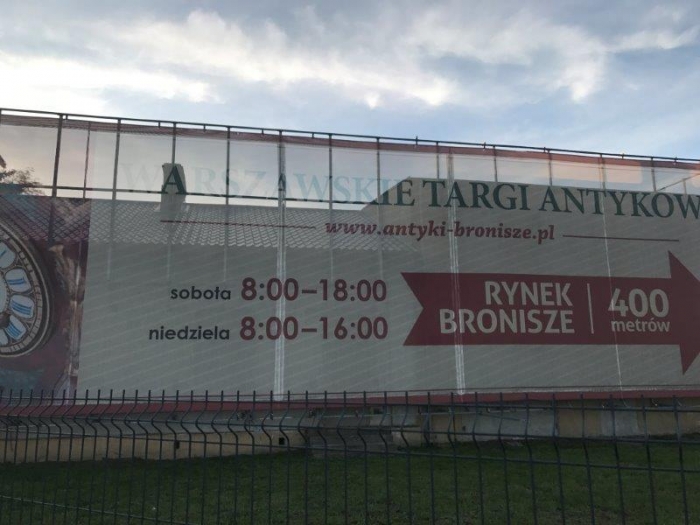 WARSZAWSKIE TARGI ANTYKÓW
www.antyki-bronisze.pl
sobota 8:00–18:00
niedziela 8:00–16:00
RYNEK
BRONISZE
400
metrów